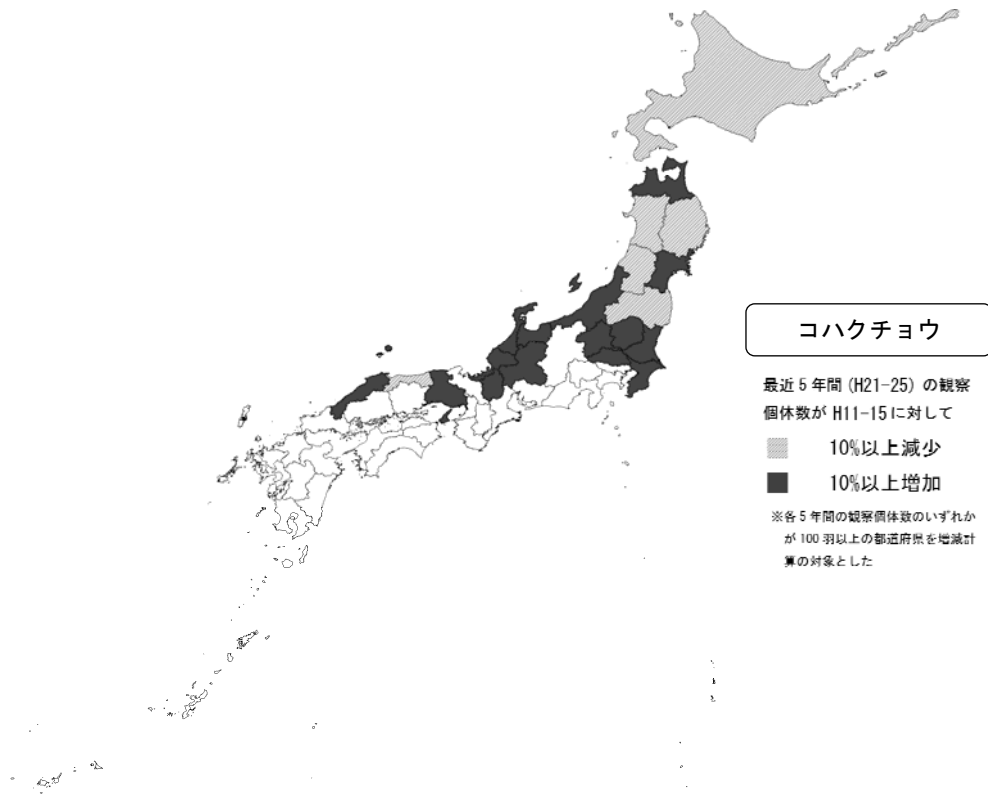 コハクチョウ
最近5年間(H21-25)の観察
個体数がH11-15に対して
10%以上減少
10%以上増加
※各5年間の観察個体数のいずれか
が100羽以上の都道府県を増減計
算の対象とした